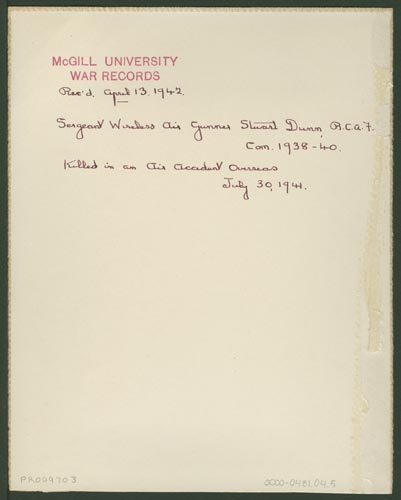 McGILL UNIVERSITY
WAR RECORDS
Rec'd. April 13, 1942.
Sergeant Wireless Air Gunner Stuart Dunn, R.C.A.F.
Com. 1938-40.
Killed in an Air Accident Overseas
July 30, 1941.
PR009703
0000-0481.04.5